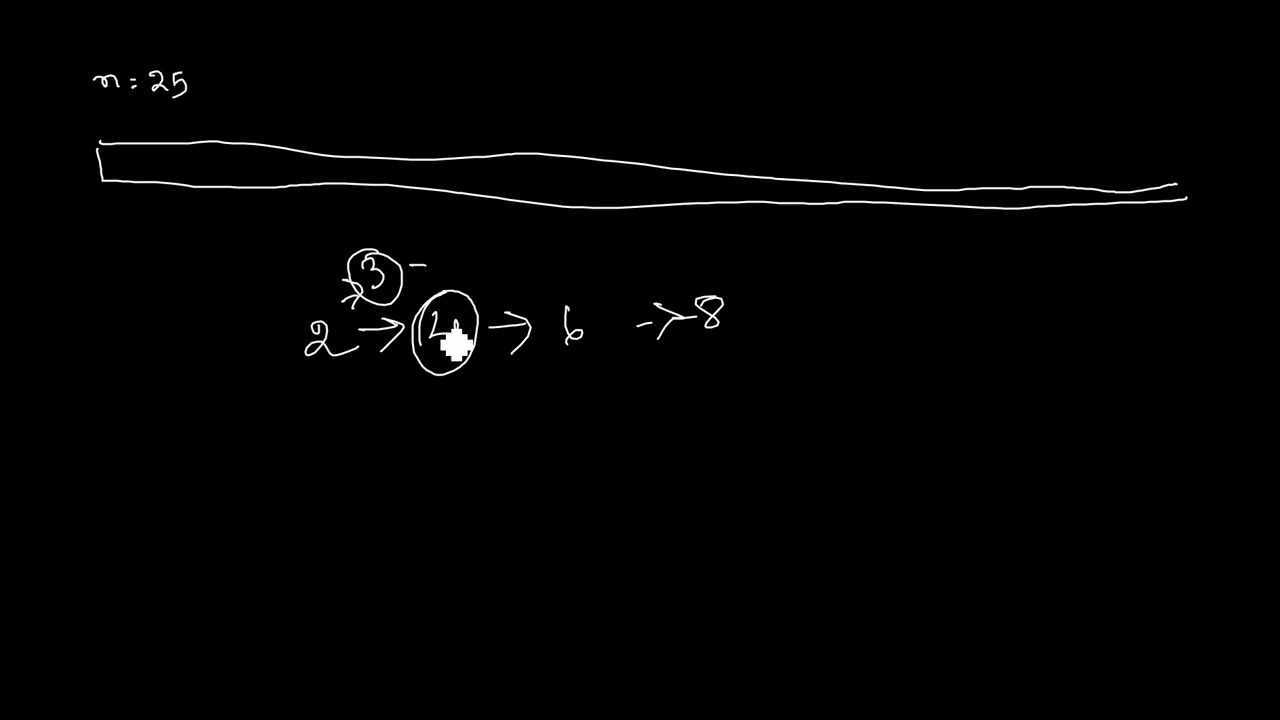 n = 25
3 -
2 → 4 → 6 → 8